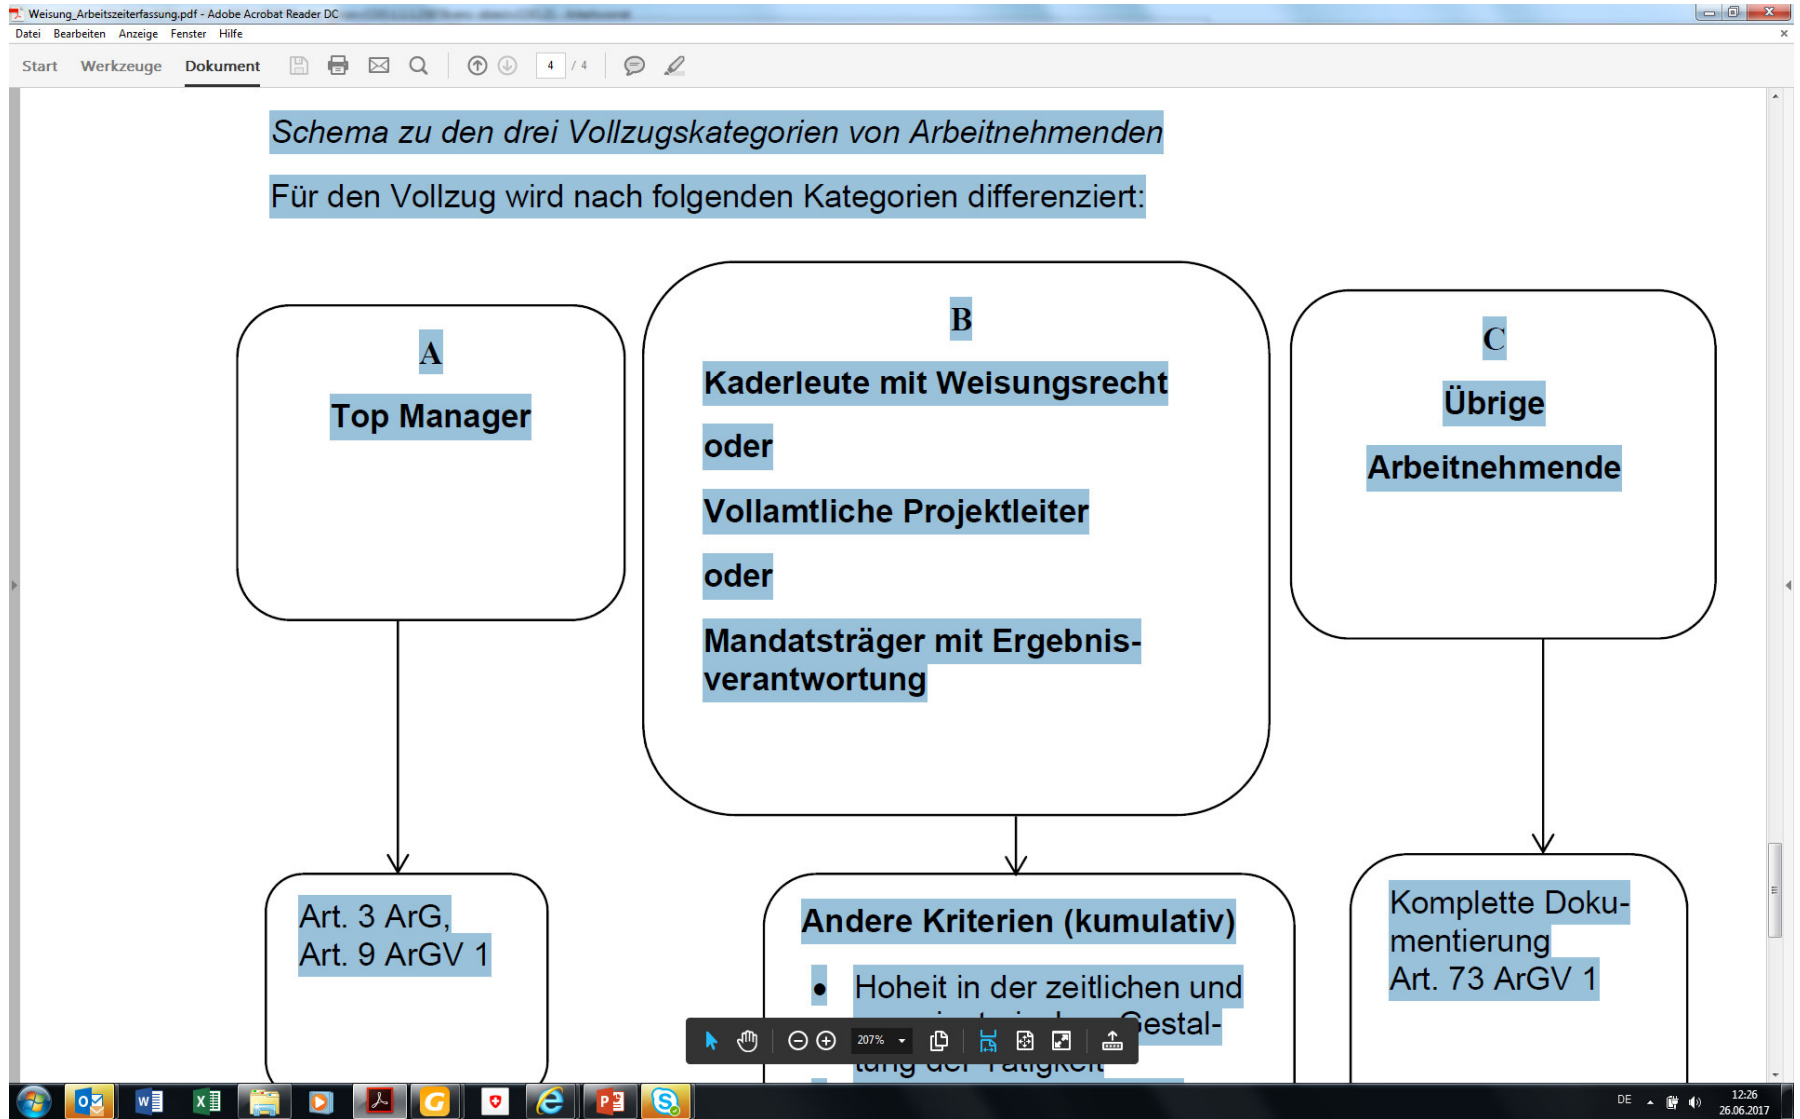 Weisung_Arbeitszeiterfassung.pdf - Adobe Acrobat Reader DC
Datei Bearbeiten Anzeige Fenster Hilfe
Start Werkzeuge Dokument 4 / 4
Schema zu den drei Vollzugskategorien von Arbeitnehmenden
Für den Vollzug wird nach folgenden Kategorien differenziert:
A
Top Manager
B
Kaderleute mit Weisungsrecht
oder
Vollamtliche Projektleiter
oder
Mandatsträger mit Ergebnis-
verantwortung
C
Übrige
Arbeitnehmende
Art. 3 ArG,
Art. 9 ArGV 1
Andere Kriterien (kumulativ)
• Hoheit in der zeitlichen und
Gestal-
tung der Tätigkeit
Komplette Doku-
mentierung
Art. 73 ArGV 1
207%
DE
12:26
26.06.2017